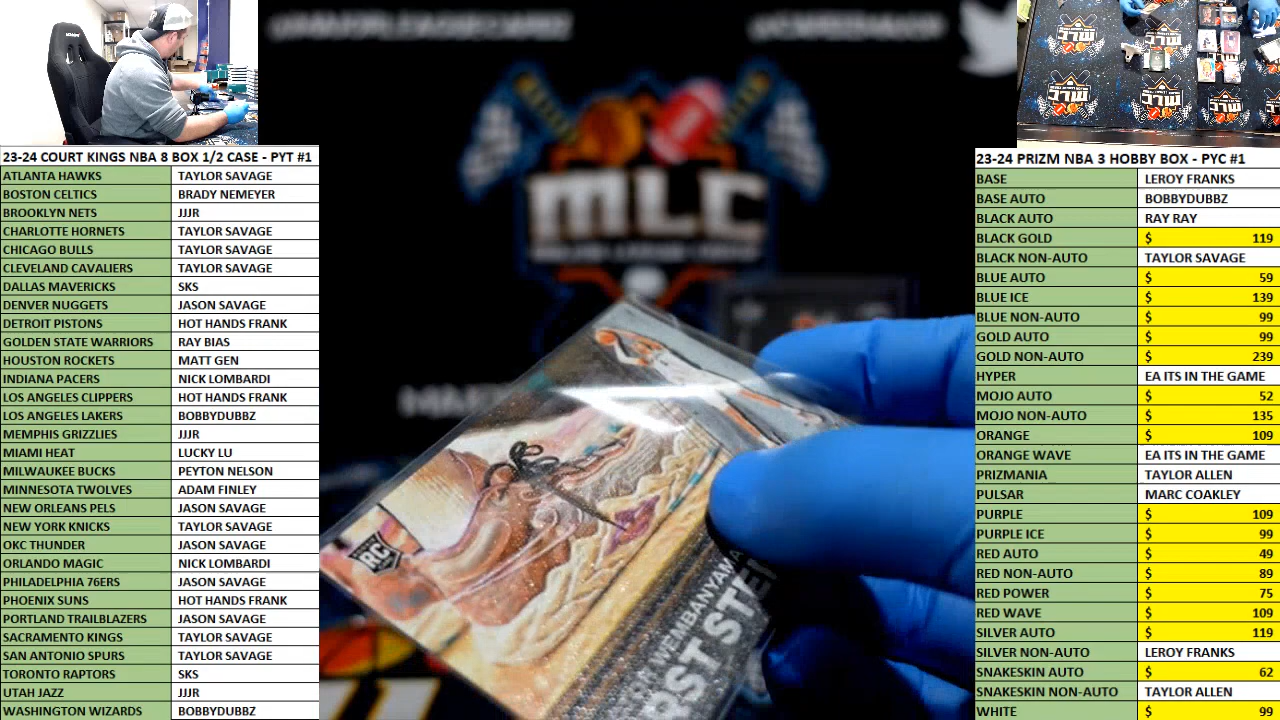 23-24 COURT KINGS NBA 8 BOX 1/2 CASE - PYT #1
ATLANTA HAWKS TAYLOR SAVAGE
BOSTON CELTICS BRADY NEMEYER
BROOKLYN NETS JJJR
CHARLOTTE HORNETS TAYLOR SAVAGE
CHICAGO BULLS TAYLOR SAVAGE
CLEVELAND CAVALIERS TAYLOR SAVAGE
DALLAS MAVERICKS SKS
DENVER NUGGETS JASON SAVAGE
DETROIT PISTONS HOT HANDS FRANK
GOLDEN STATE WARRIORS RAY BIAS
HOUSTON ROCKETS MATT GEN
INDIANA PACERS NICK LOMBARDI
LOS ANGELES CLIPPERS HOT HANDS FRANK
LOS ANGELES LAKERS BOBBYDUBBZ
MEMPHIS GRIZZLIES JJJR
MIAMI HEAT LUCKY LU
MILWAUKEE BUCKS PEYTON NELSON
MINNESOTA TWOLVES ADAM FINLEY
NEW ORLEANS PELS JASON SAVAGE
NEW YORK KNICKS TAYLOR SAVAGE
OKC THUNDER JASON SAVAGE
ORLANDO MAGIC NICK LOMBARDI
PHILADELPHIA 76ERS JASON SAVAGE
PHOENIX SUNS HOT HANDS FRANK
PORTLAND TRAILBLAZERS JASON SAVAGE
SACRAMENTO KINGS TAYLOR SAVAGE
SAN ANTONIO SPURS TAYLOR SAVAGE
TORONTO RAPTORS SKS
UTAH JAZZ JJJR
WASHINGTON WIZARDS BOBBYDUBBZ
MLC
RC
WEMBANYAMA
23-24 PRIZM NBA 3 HOBBY BOX - PYC #1
BASE LEROY FRANKS
BASE AUTO BOBBYDUBBZ
BLACK AUTO RAY RAY
BLACK GOLD $ 119
BLACK NON-AUTO TAYLOR SAVAGE
BLUE AUTO $ 59
BLUE ICE $ 139
BLUE NON-AUTO $ 99
GOLD AUTO $ 99
GOLD NON-AUTO $ 239
HYPER EA ITS IN THE GAME
MOJO AUTO $ 52
MOJO NON-AUTO $ 135
ORANGE $ 109
ORANGE WAVE EA ITS IN THE GAME
PRIZMANIA TAYLOR ALLEN
PULSAR MARC COAKLEY
PURPLE $ 109
PURPLE ICE $ 99
RED AUTO $ 49
RED NON-AUTO $ 89
RED POWER $ 75
RED WAVE $ 109
SILVER AUTO $ 119
SILVER NON-AUTO LEROY FRANKS
SNAKESKIN AUTO $ 62
SNAKESKIN NON-AUTO TAYLOR ALLEN
WHITE $ 99